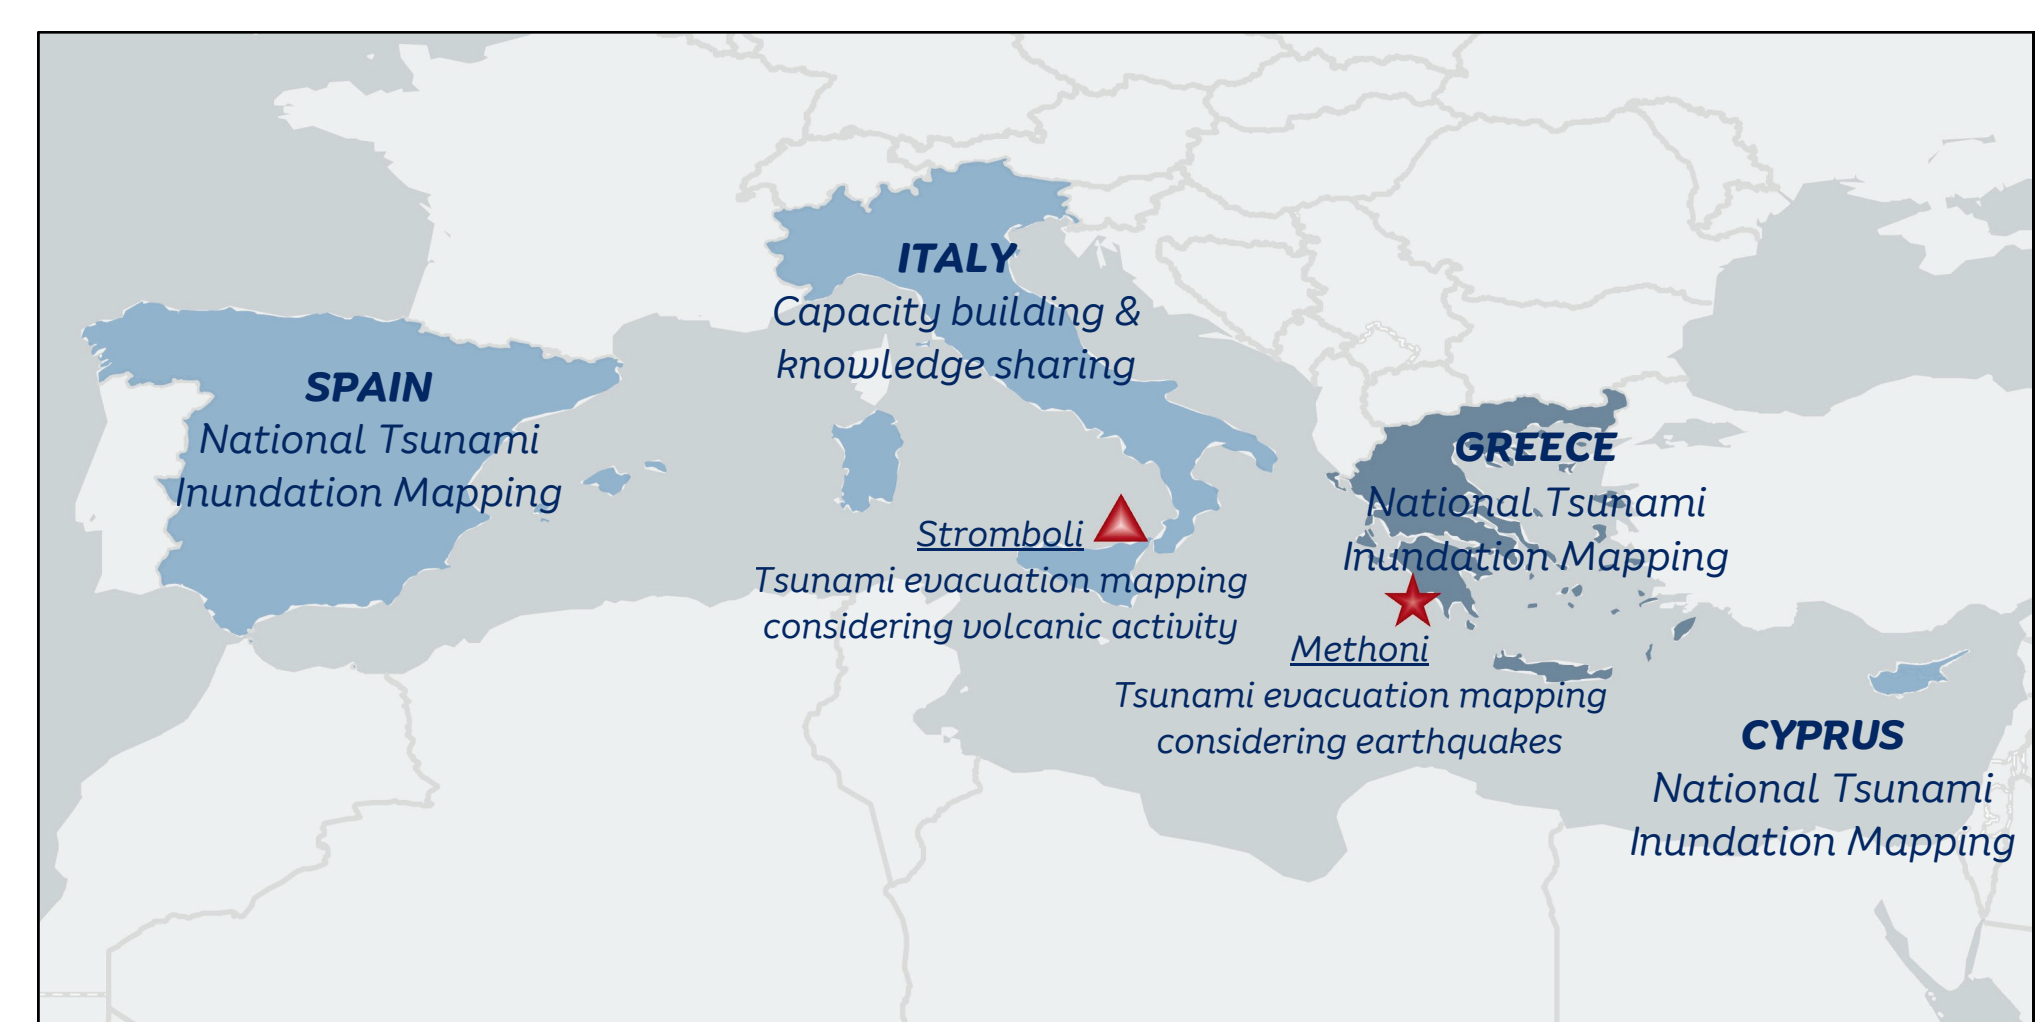 ITALY
Capacity building &
knowledge sharing
SPAIN
National Tsunami
Inundation Mapping
GREECE
National Tsunami
Inundation Mapping
Stromboli
Tsunami evacuation mapping
considering volcanic activity
Methoni
Tsunami evacuation mapping
considering earthquakes
CYPRUS
National Tsunami
Inundation Mapping